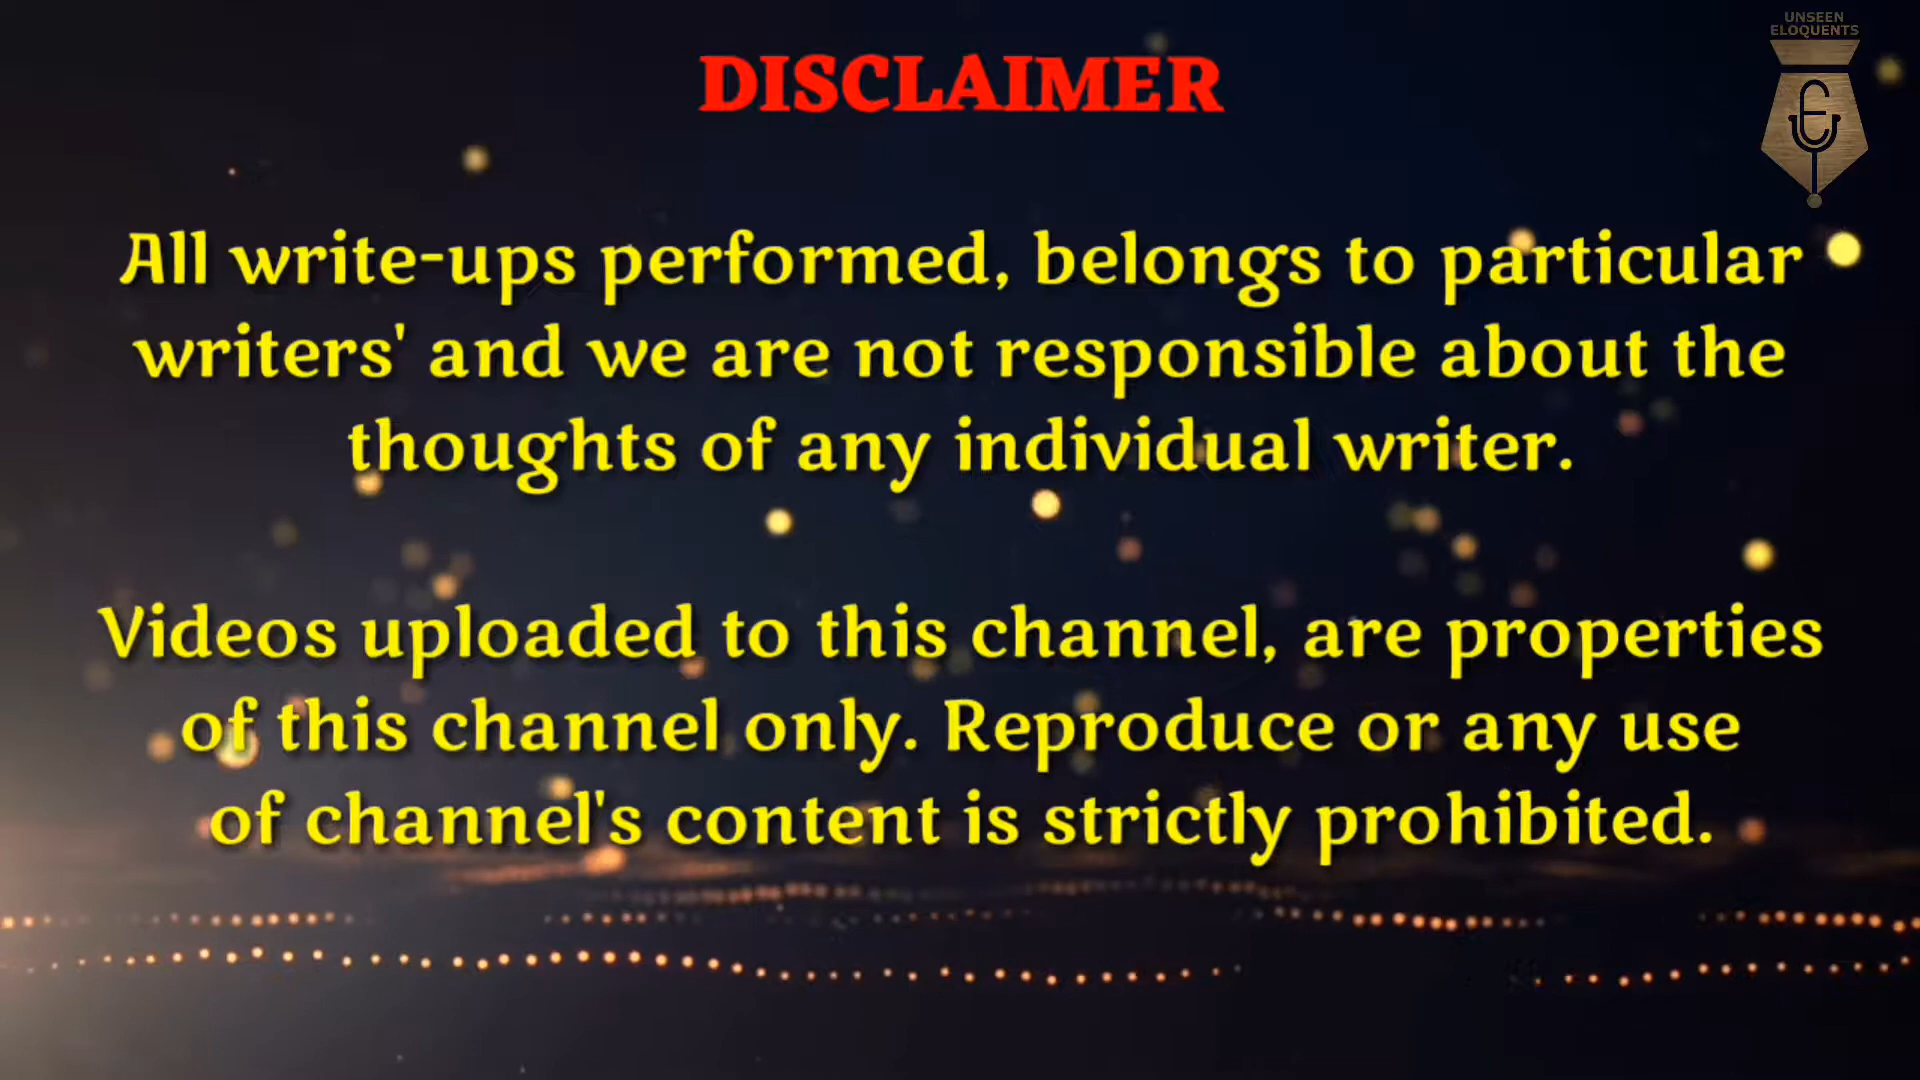 UNSEEN
ELOQUENTS
DISCLAIMER
All write-ups performed, belongs to particular
writers' and we are not responsible about the
thoughts of any individual writer.
Videos uploaded to this channel, are properties
of this channel only. Reproduce or any use
of channel's content is strictly prohibited.